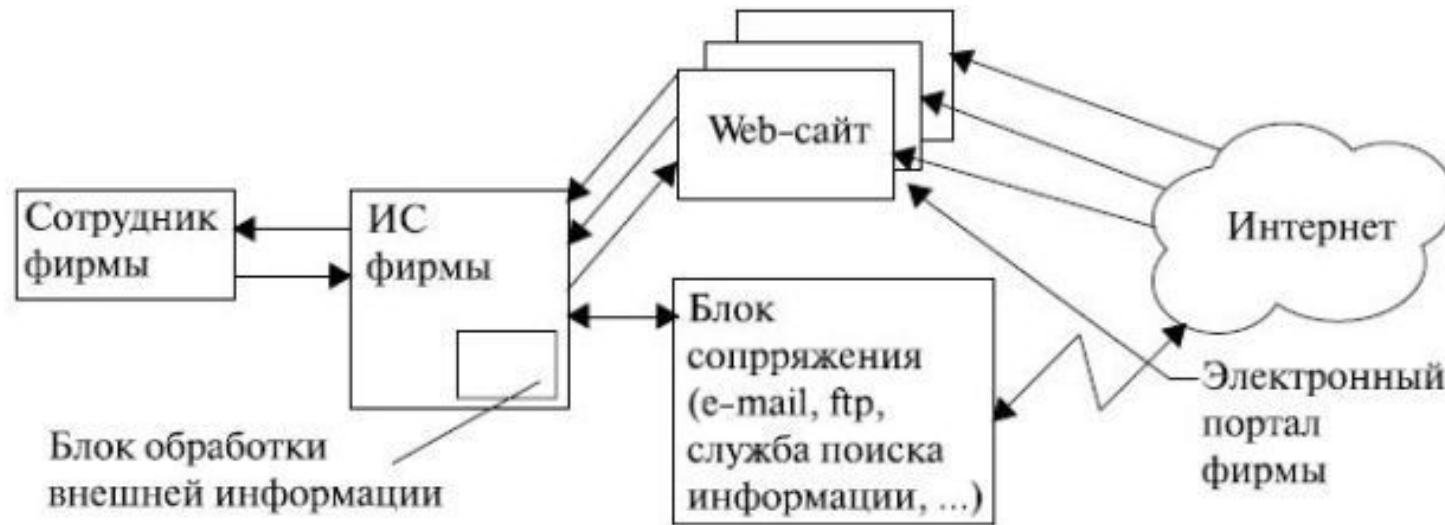 Web-сайт
Сотрудник
фирмы
ИС
фирмы
Интернет
Блок
сопрряжения
(e-mail, ftp,
служба поиска
информации, ...)
Электронный
портал
фирмы
Блок обработки
внешней информации